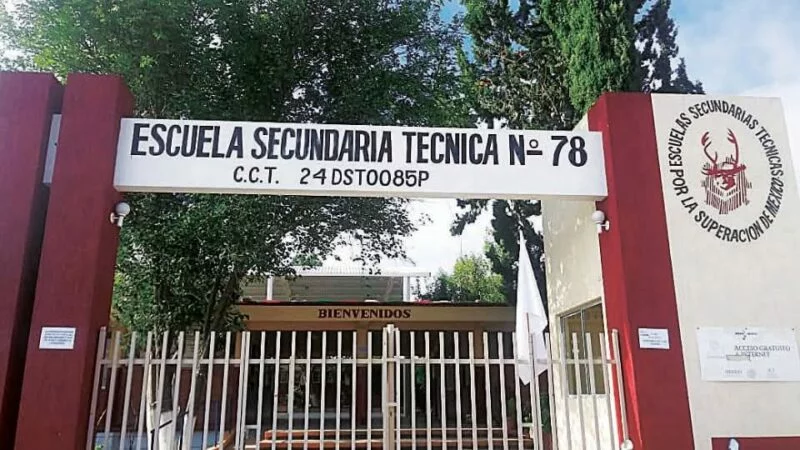 ESCUELA SECUNDARIA TECNICA Nº 78
C.C.T. 24DST0085P
ESCUELAS SECUNDARIAS TECNICAS
POR LA SUPERACION DE MEXICO
BIENVENIDOS
ACCESO GRATUITO
A INTERNET